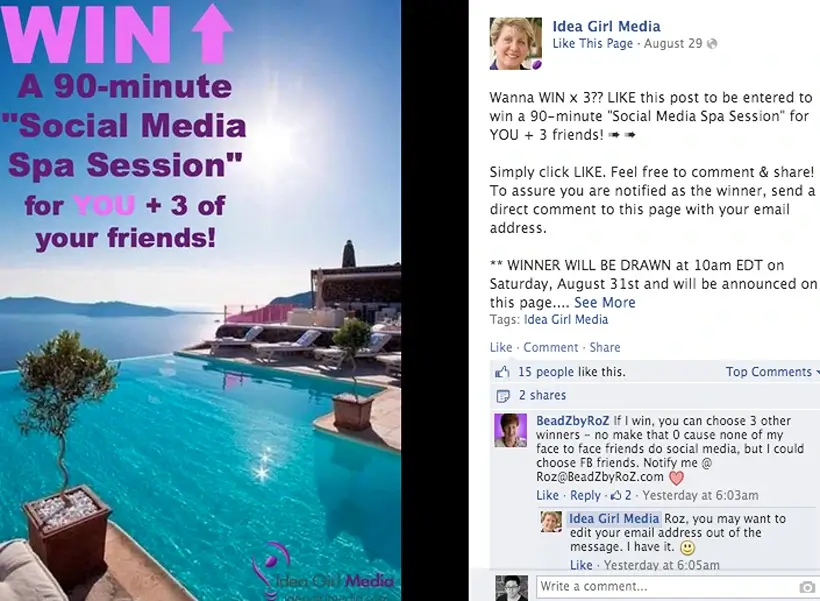 WIN
A 90-minute
"Social Media
Spa Session"
for YOU + 3 of
your friends!
Idea Girl Media
Idea Girl Media
Like This Page · August 29
Wanna WIN x 3?? LIKE this post to be entered to
win a 90-minute "Social Media Spa Session" for
YOU + 3 friends! ➠ ➠
Simply click LIKE. Feel free to comment & share!
To assure you are notified as the winner, send a
direct comment to this page with your email
address.
** WINNER WILL BE DRAWN at 10am EDT on
Saturday, August 31st and will be announced on
this page.... See More
Tags: Idea Girl Media
Like · Comment · Share
15 people like this.
Top Comments
2 shares
BeadZbyRoZ If I win, you can choose 3 other
winners - no make that 0 cause none of my
face to face friends do social media, but I could
choose FB friends. Notify me @
Roz@BeadZbyRoZ.com
Like · Reply · 2 · Yesterday at 6:03am
Idea Girl Media Roz, you may want to
edit your email address out of the
message. I have it.
Like · Yesterday at 6:05am
Write a comment...